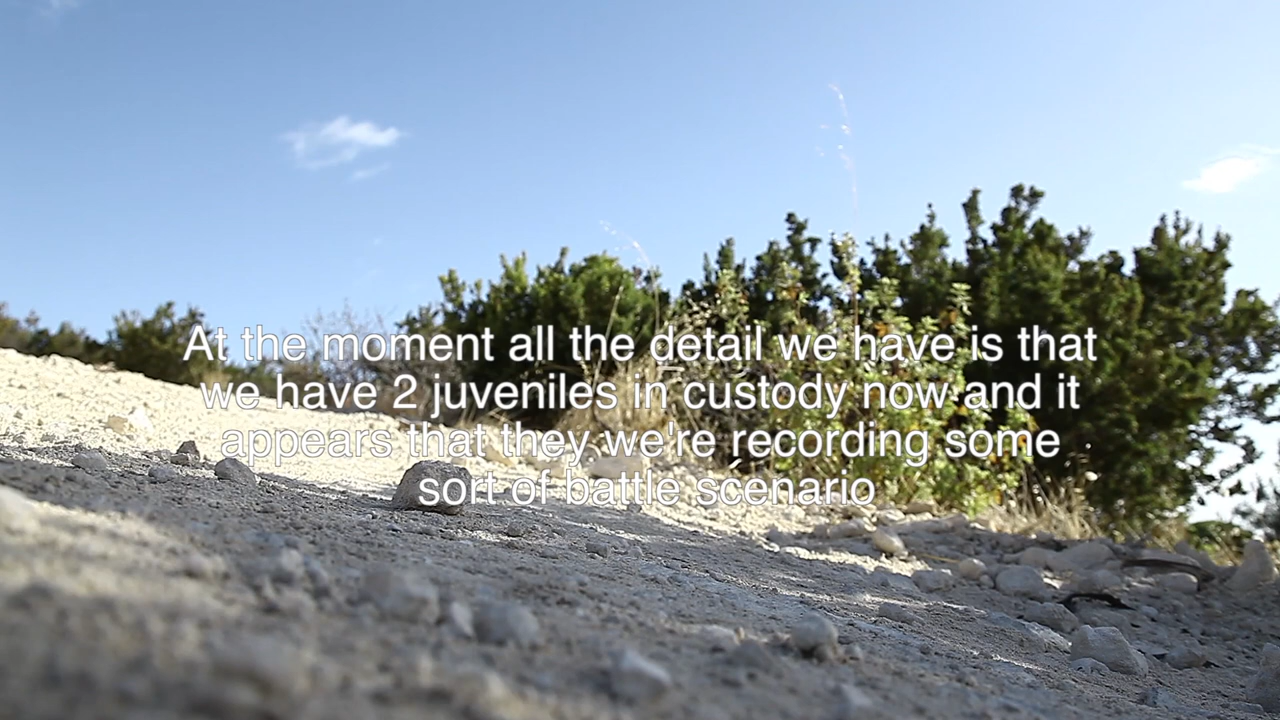 At the moment all the detail we have is that
we have 2 juveniles in custody now and it
appears that they we're recording some
sort of battle scenario